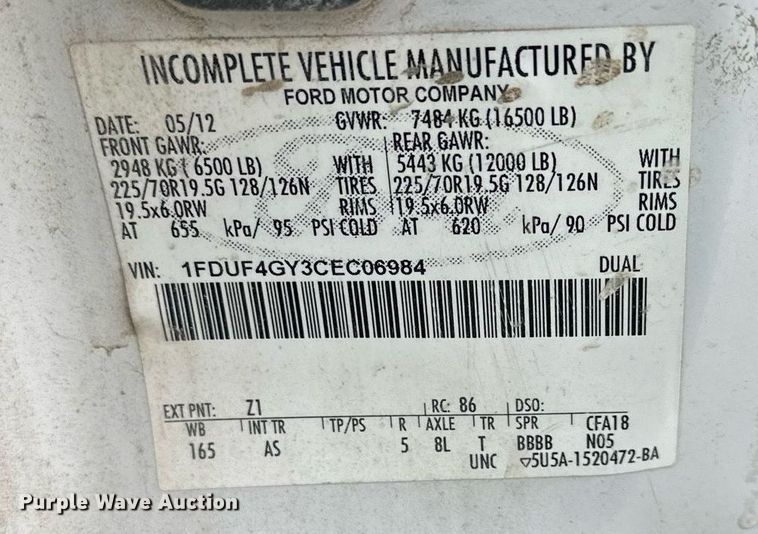 INCOMPLETE VEHICLE MANUFACTURED BY
FORD MOTOR COMPANY
DATE: 05/12 GVWR: 7484 KG (16500 LB)
FRONT GAWR: REAR GAWR:
2948 KG ( 6500 LB) WITH 5443 KG (12000 LB) WITH
225/70R19.5G 128/126N TIRES 225/70R19.5G 128/126N TIRES
19.5x6.0RW RIMS 19.5x6.0RW RIMS
AT 655 kPa/ 95 PSI COLD AT 620 kPa/ 90 PSI COLD
VIN: 1FDUF4GY3CEC06984 DUAL
EXT PNT: Z1 RC: 86 DSO:
WB INT TR TP/PS R AXLE TR SPR CFA18
165 AS 5 8L T BBBB N05
UNC ▽5U5A-1520472-BA
Purple Wave Auction